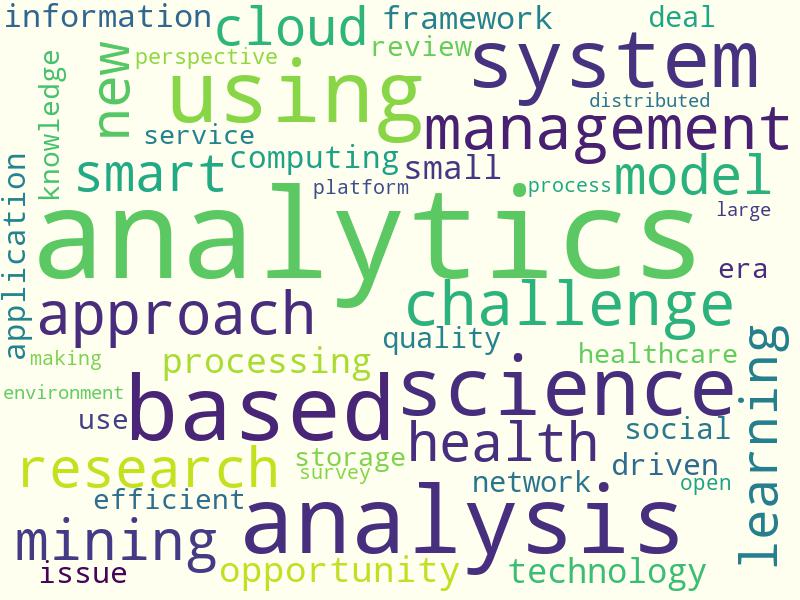 information
cloud
framework
deal
knowledge
new
perspective
using
review
system
distributed
service
management
application
smart
computing
small
platform
process
model
analytics
large
era
approach
challenge
making
processing
quality
healthcare
environment
use
based
science
learning
health
social
research
storage
survey
network
driven
open
efficient
analysis
mining
issue
opportunity
technology